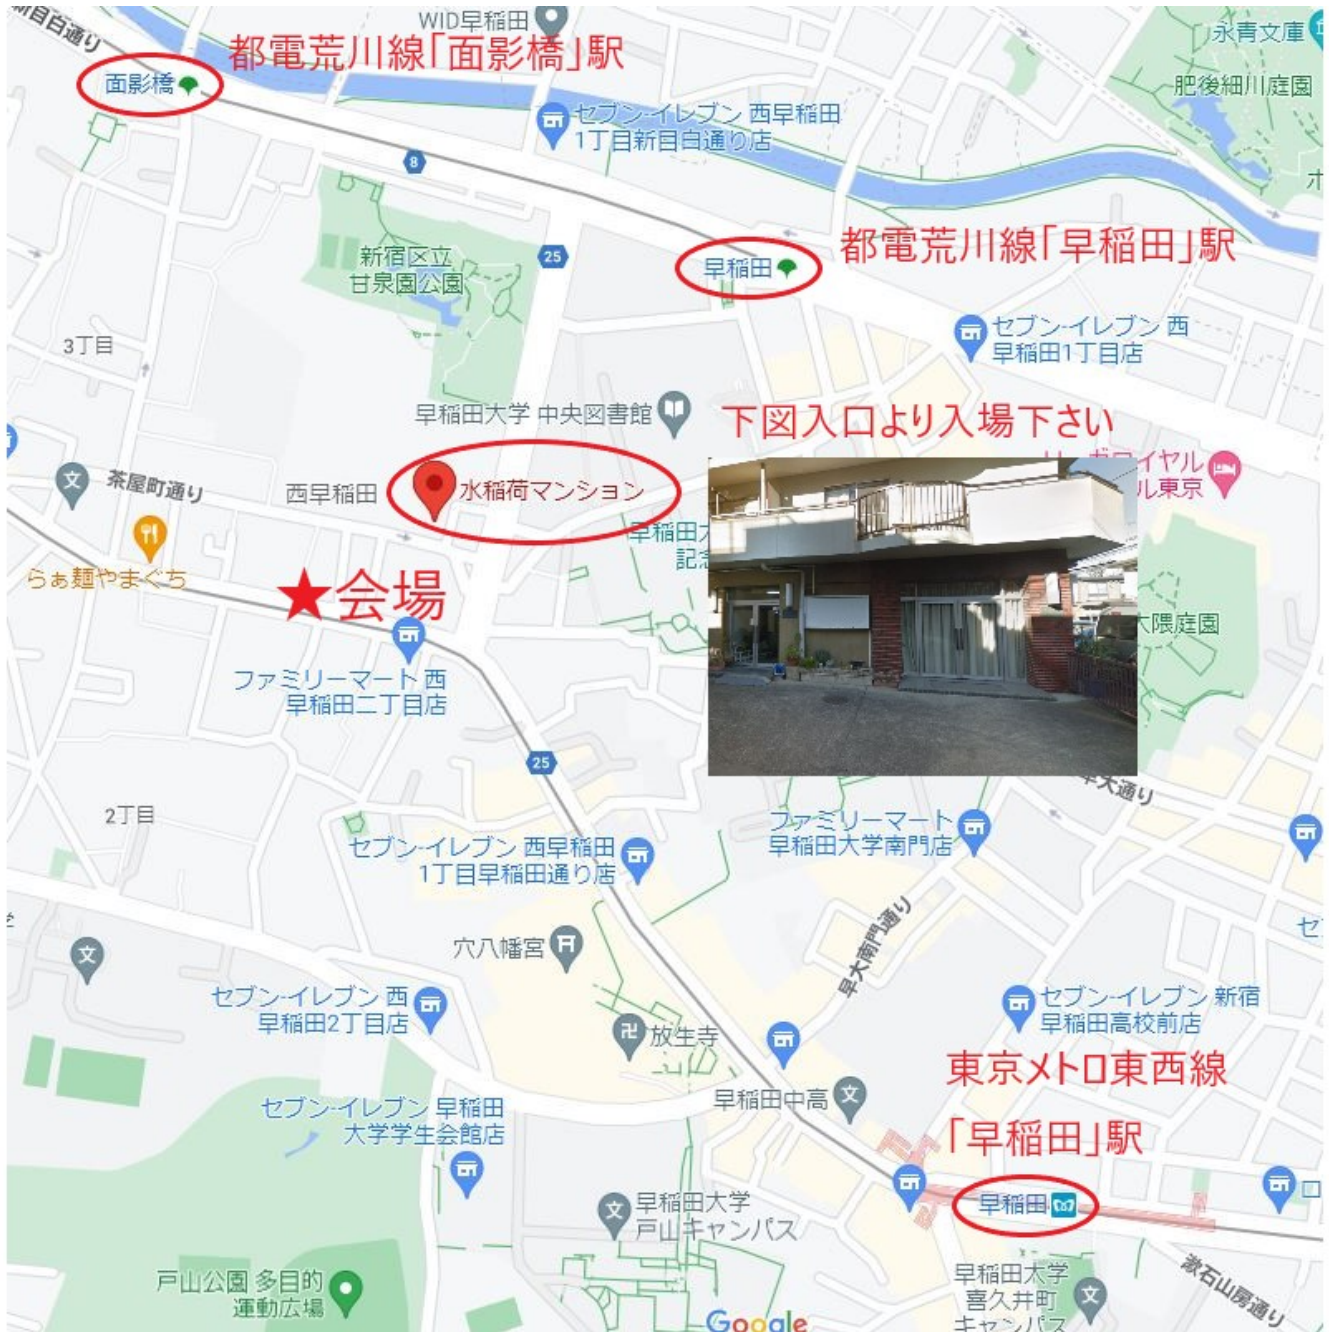 新目白通り
WID早稲田
永青文庫
都電荒川線「面影橋」駅
面影橋
肥後細川庭園
セブン-イレブン 西早稲田
1丁目新目白通り店
8
ホ
新宿区立
甘泉園公園
25
早稲田
都電荒川線「早稲田」駅
セブン-イレブン 西
早稲田1丁目店
3丁目
早稲田大学 中央図書館
下図入口より入場下さい
イヤル
ル東京
文
茶屋町通り
西早稲田
水稲荷マンション
早稲田大
記念
らぁ麺やまぐち
★会場
大隈庭園
ファミリーマート 西
早稲田二丁目店
25
早大通り
2丁目
ファミリーマート
早稲田大学南門店
セブン-イレブン 西早稲田
1丁目早稲田通り店
早大南門通り
セ
文
穴八幡宮
セブン-イレブン 西
早稲田2丁目店
セブン-イレブン 新宿
早稲田高校前店
卍
放生寺
東京メトロ東西線
「早稲田」駅
早稲田中高
文
セブン-イレブン 早稲田
大学学生会館店
早稲田
文
早稲田大学
戸山キャンパス
戸山公園 多目的
運動広場
早稲田大学
喜久井町
キャンパス
文
漱石山房通り
Google